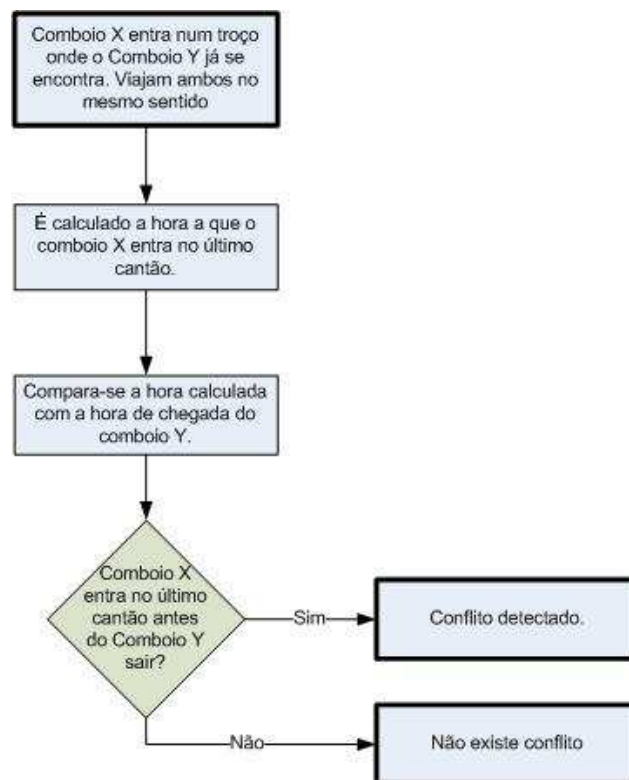 Comboio X entra num troço
onde o Comboio Y já se
encontra. Viajam ambos no
mesmo sentido
É calculado a hora a que o
comboio X entra no último
cantão.
Compara-se a hora calculada
com a hora de chegada do
comboio Y.
Comboio X
entra no último
cantão antes
do Comboio Y
sair?
Sim
Conflito detectado.
Não
Não existe conflito